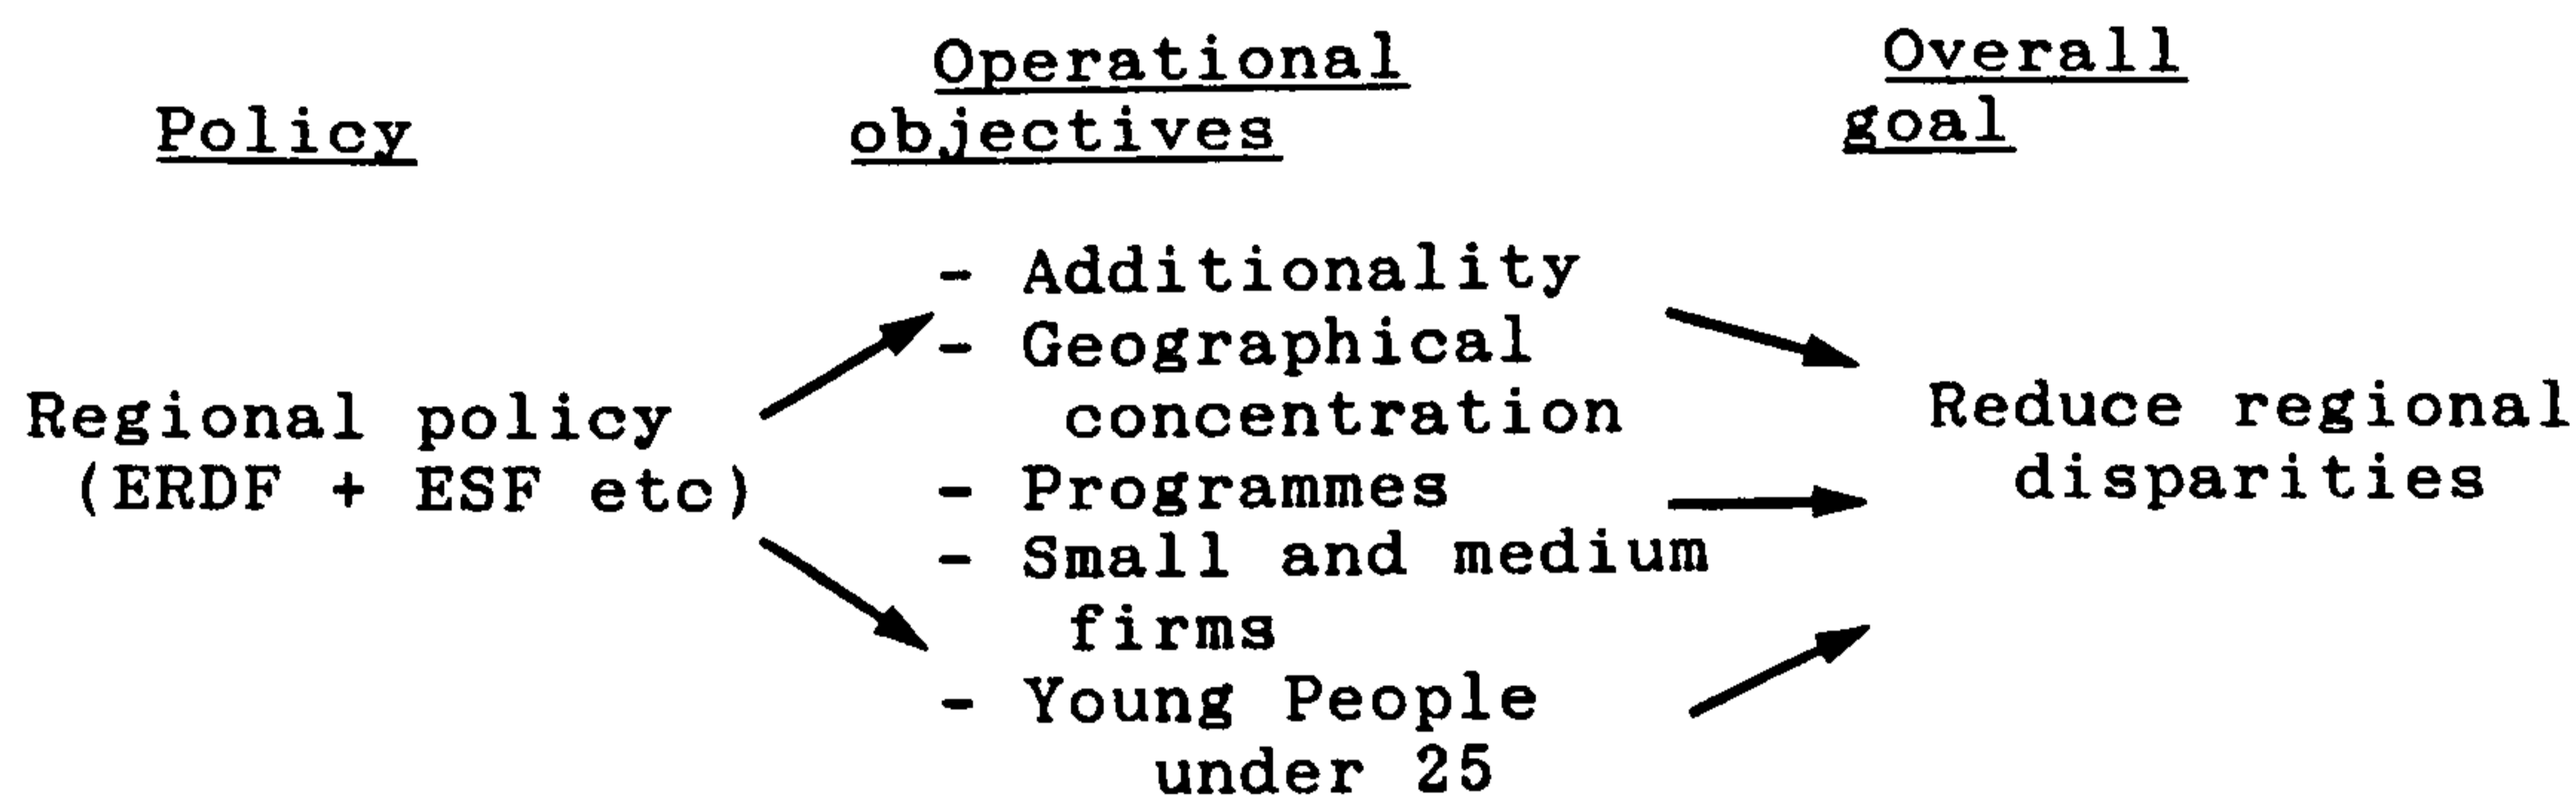 Policy
Operational
objectives
Overall
goal
Regional policy
(ERDF + ESF etc)
- Additionality
- Geographical
concentration
- Programmes
- Small and medium
firms
- Young People
under 25
Reduce regional
disparities